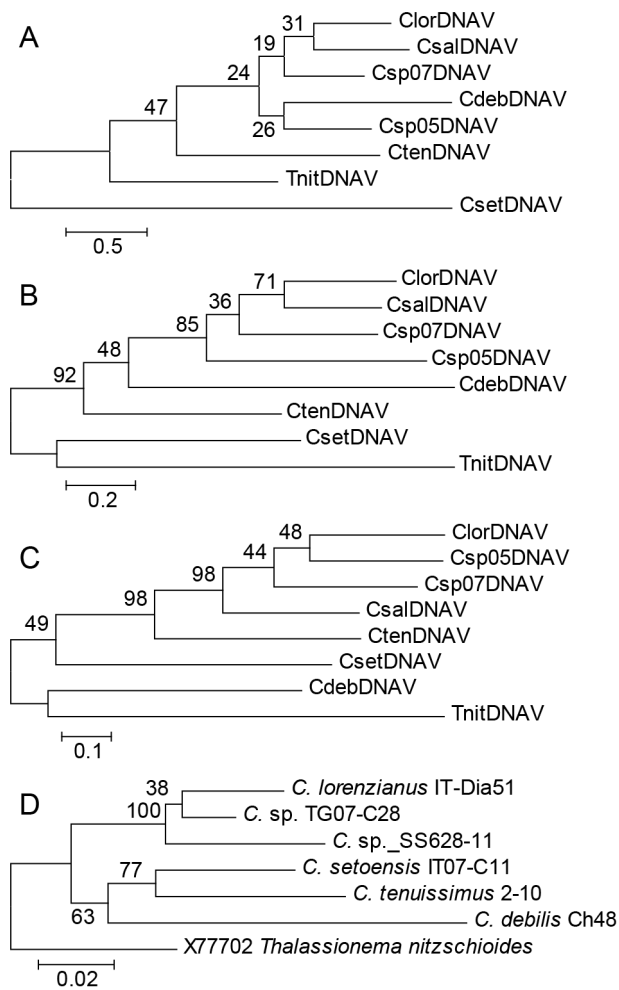 A
31
ClorDNAV
CsalDNAV
19
Csp07DNAV
24
CdebDNAV
26
Csp05DNAV
47
CtenDNAV
TnitDNAV
CsetDNAV
0.5
B
71
ClorDNAV
CsalDNAV
36
Csp07DNAV
85
Csp05DNAV
48
CdebDNAV
92
CtenDNAV
CsetDNAV
TnitDNAV
0.2
C
48
ClorDNAV
Csp05DNAV
44
Csp07DNAV
98
CsalDNAV
98
CtenDNAV
49
CsetDNAV
CdebDNAV
TnitDNAV
0.1
D
38
C. lorenzianus IT-Dia51
100
C. sp. TG07-C28
C. sp._SS628-11
77
C. setoensis IT07-C11
C. tenuissimus 2-10
63
C. debilis Ch48
X77702 Thalassionema nitzschioides
0.02